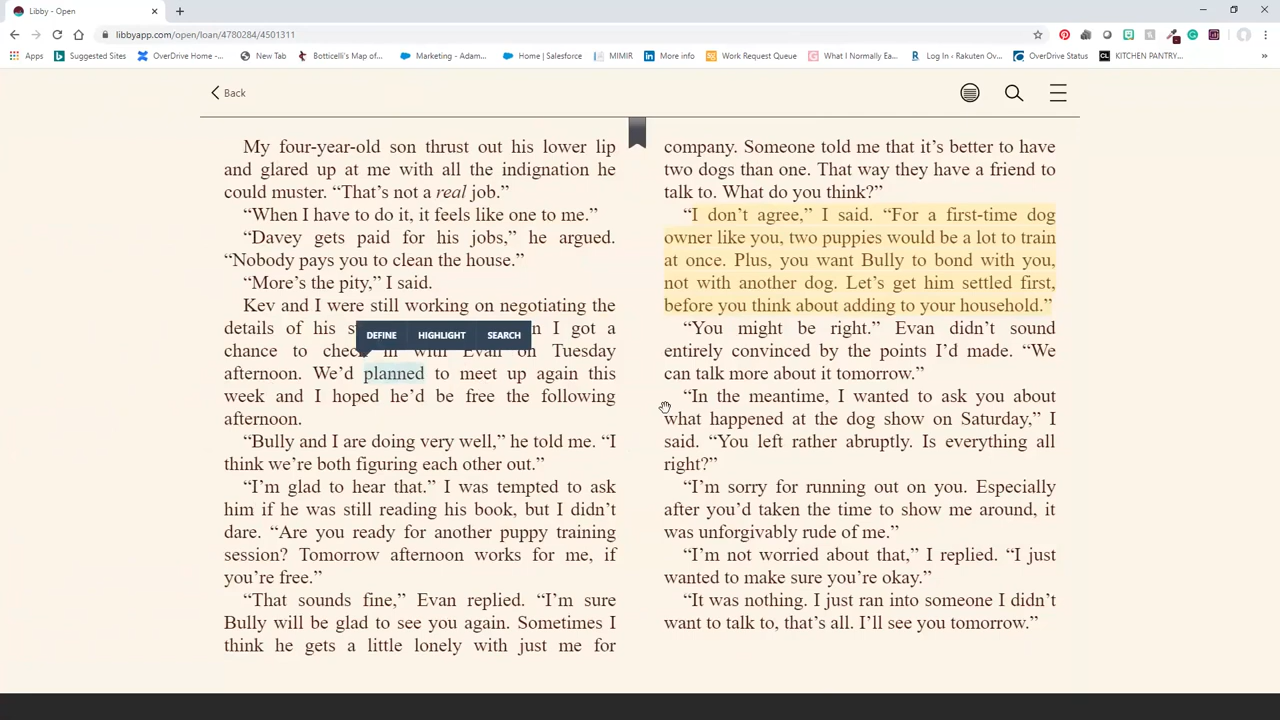 Libby - Open
libbyapp.com/open/loan/4780284/4501311
Apps
Suggested Sites
OverDrive Home -...
New Tab
Botticelli's Map of...
Marketing - Adam...
Home | Salesforce
MIMIR
More info
Work Request Queue
What I Normally Ea...
Log In ‹ Rakuten Ov...
OverDrive Status
KITCHEN PANTRY...
Back
My four-year-old son thrust out his lower lip
and glared up at me with all the indignation he
could muster. “That’s not a real job.”
“When I have to do it, it feels like one to me.”
“Davey gets paid for his jobs,” he argued.
“Nobody pays you to clean the house.”
“More’s the pity,” I said.
Kev and I were still working on negotiating the
details of his s n I got a
DEFINE HIGHLIGHT SEARCH
chance to check in with Evan on Tuesday
afternoon. We’d planned to meet up again this
week and I hoped he’d be free the following
afternoon.
“Bully and I are doing very well,” he told me. “I
think we’re both figuring each other out.”
“I’m glad to hear that.” I was tempted to ask
him if he was still reading his book, but I didn’t
dare. “Are you ready for another puppy training
session? Tomorrow afternoon works for me, if
you’re free.”
“That sounds fine,” Evan replied. “I’m sure
Bully will be glad to see you again. Sometimes I
think he gets a little lonely with just me for
company. Someone told me that it’s better to have
two dogs than one. That way they have a friend to
talk to. What do you think?”
“I don’t agree,” I said. “For a first-time dog
owner like you, two puppies would be a lot to train
at once. Plus, you want Bully to bond with you,
not with another dog. Let’s get him settled first,
before you think about adding to your household.”
“You might be right.” Evan didn’t sound
entirely convinced by the points I’d made. “We
can talk more about it tomorrow.”
“In the meantime, I wanted to ask you about
what happened at the dog show on Saturday,” I
said. “You left rather abruptly. Is everything all
right?”
“I’m sorry for running out on you. Especially
after you’d taken the time to show me around, it
was unforgivably rude of me.”
“I’m not worried about that,” I replied. “I just
wanted to make sure you’re okay.”
“It was nothing. I just ran into someone I didn’t
want to talk to, that’s all. I’ll see you tomorrow.”